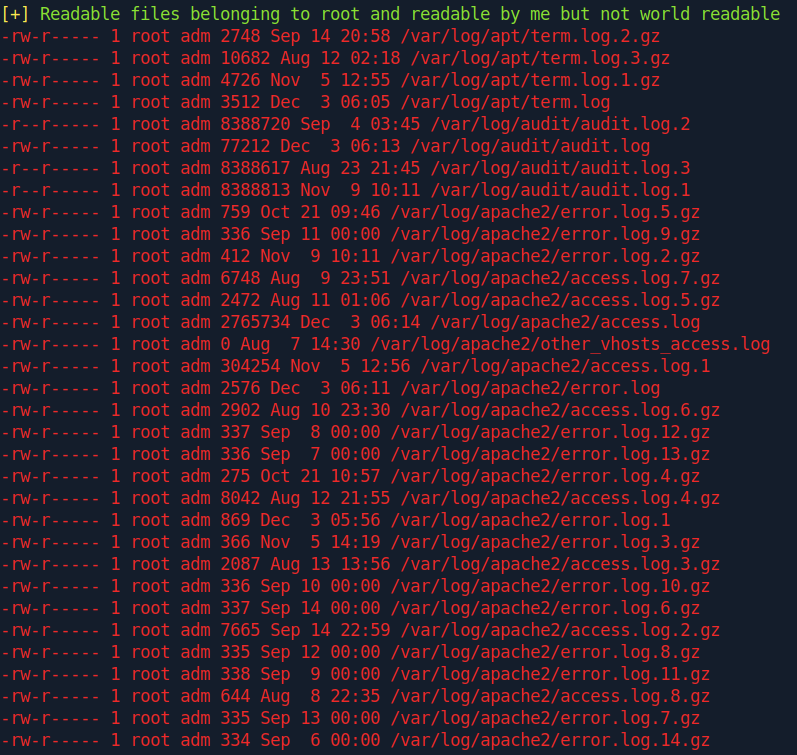 [+] Readable files belonging to root and readable by me but not world readable
-rw-r----- 1 root adm 2748 Sep 14 20:58 /var/log/apt/term.log.2.gz
-rw-r----- 1 root adm 10682 Aug 12 02:18 /var/log/apt/term.log.3.gz
-rw-r----- 1 root adm 4726 Nov  5 12:55 /var/log/apt/term.log.1.gz
-rw-r----- 1 root adm 3512 Dec  3 06:05 /var/log/apt/term.log
-r--r----- 1 root adm 8388720 Sep  4 03:45 /var/log/audit/audit.log.2
-rw-r----- 1 root adm 77212 Dec  3 06:13 /var/log/audit/audit.log
-r--r----- 1 root adm 8388617 Aug 23 21:45 /var/log/audit/audit.log.3
-r--r----- 1 root adm 8388813 Nov  9 10:11 /var/log/audit/audit.log.1
-rw-r----- 1 root adm 759 Oct 21 09:46 /var/log/apache2/error.log.5.gz
-rw-r----- 1 root adm 336 Sep 11 00:00 /var/log/apache2/error.log.9.gz
-rw-r----- 1 root adm 412 Nov  9 10:11 /var/log/apache2/error.log.2.gz
-rw-r----- 1 root adm 6748 Aug  9 23:51 /var/log/apache2/access.log.7.gz
-rw-r----- 1 root adm 2472 Aug 11 01:06 /var/log/apache2/access.log.5.gz
-rw-r----- 1 root adm 2765734 Dec  3 06:14 /var/log/apache2/access.log
-rw-r----- 1 root adm 0 Aug  7 14:30 /var/log/apache2/other_vhosts_access.log
-rw-r----- 1 root adm 304254 Nov  5 12:56 /var/log/apache2/access.log.1
-rw-r----- 1 root adm 2576 Dec  3 06:11 /var/log/apache2/error.log
-rw-r----- 1 root adm 2902 Aug 10 23:30 /var/log/apache2/access.log.6.gz
-rw-r----- 1 root adm 337 Sep  8 00:00 /var/log/apache2/error.log.12.gz
-rw-r----- 1 root adm 336 Sep  7 00:00 /var/log/apache2/error.log.13.gz
-rw-r----- 1 root adm 275 Oct 21 10:57 /var/log/apache2/error.log.4.gz
-rw-r----- 1 root adm 8042 Aug 12 21:55 /var/log/apache2/access.log.4.gz
-rw-r----- 1 root adm 869 Dec  3 05:56 /var/log/apache2/error.log.1
-rw-r----- 1 root adm 366 Nov  5 14:19 /var/log/apache2/error.log.3.gz
-rw-r----- 1 root adm 2087 Aug 13 13:56 /var/log/apache2/access.log.3.gz
-rw-r----- 1 root adm 336 Sep 10 00:00 /var/log/apache2/error.log.10.gz
-rw-r----- 1 root adm 337 Sep 14 00:00 /var/log/apache2/error.log.6.gz
-rw-r----- 1 root adm 7665 Sep 14 22:59 /var/log/apache2/access.log.2.gz
-rw-r----- 1 root adm 335 Sep 12 00:00 /var/log/apache2/error.log.8.gz
-rw-r----- 1 root adm 338 Sep  9 00:00 /var/log/apache2/error.log.11.gz
-rw-r----- 1 root adm 644 Aug  8 22:35 /var/log/apache2/access.log.8.gz
-rw-r----- 1 root adm 335 Sep 13 00:00 /var/log/apache2/error.log.7.gz
-rw-r----- 1 root adm 334 Sep  6 00:00 /var/log/apache2/error.log.14.gz